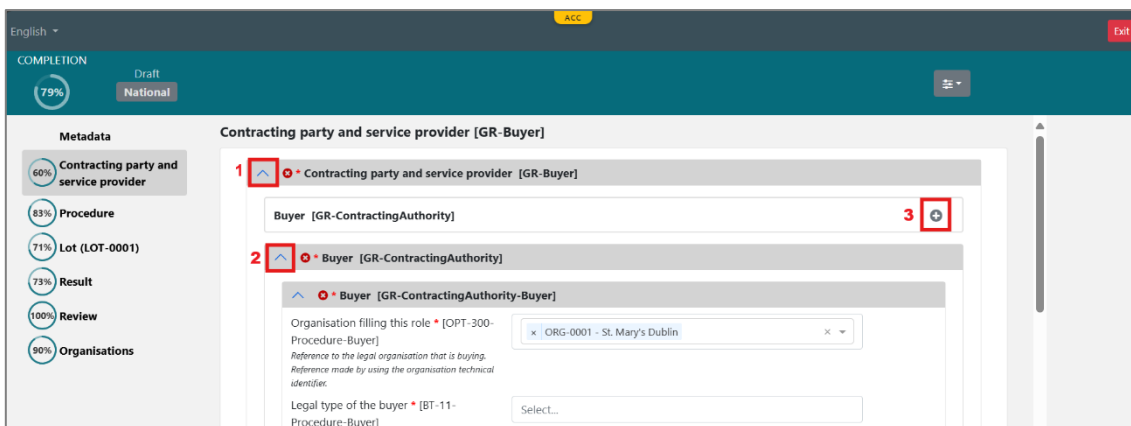 ACC
English
Exit
COMPLETION
79%
Draft
National
Metadata
60% Contracting party and
service provider
83% Procedure
71% Lot (LOT-0001)
73% Result
100% Review
90% Organisations
Contracting party and service provider [GR-Buyer]
1
* Contracting party and service provider [GR-Buyer]
Buyer [GR-ContractingAuthority]
3
2
* Buyer [GR-ContractingAuthority]
* Buyer [GR-ContractingAuthority-Buyer]
Organisation filling this role * [OPT-300-
Procedure-Buyer]
× ORG-0001 - St. Mary's Dublin ×
Reference to the legal organisation that is buying.
Reference made by using the organisation technical
identifier.
Legal type of the buyer * [BT-11-
Procedure-Buyer]
Select...